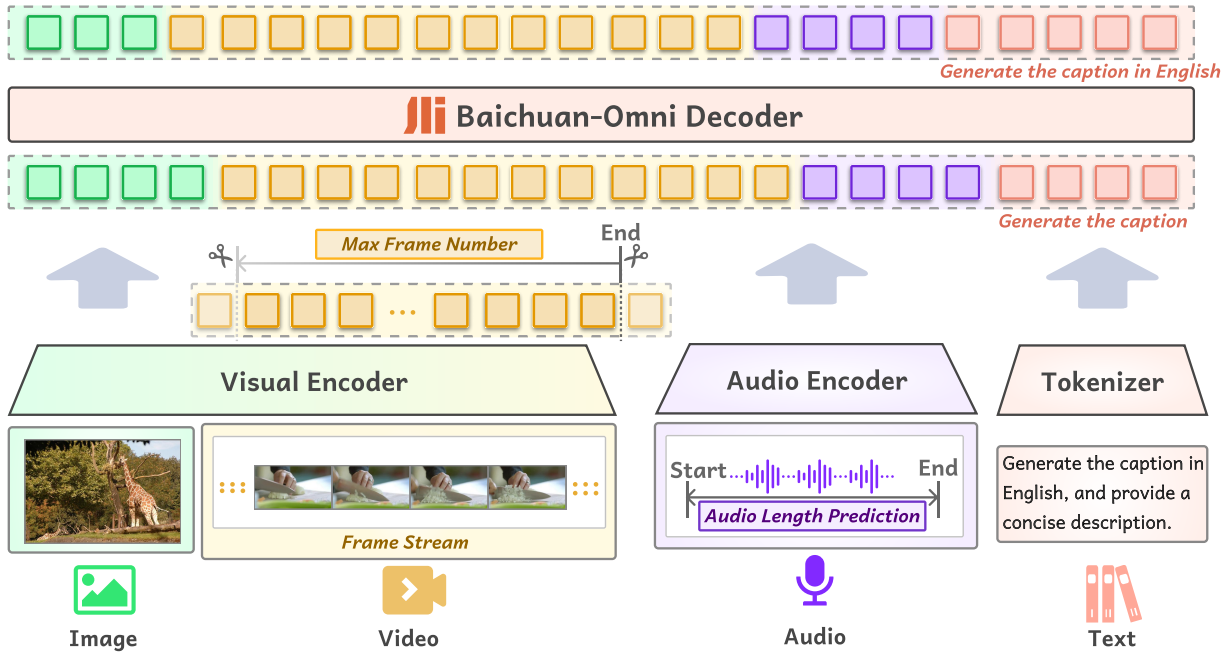 Generate the caption in English
Baichuan-Omni Decoder
Generate the caption
Max Frame Number
End
...
Visual Encoder
Audio Encoder
Tokenizer
Start
End
Audio Length Prediction
Frame Stream
Generate the caption in
English, and provide a
concise description.
Image
Video
Audio
Text